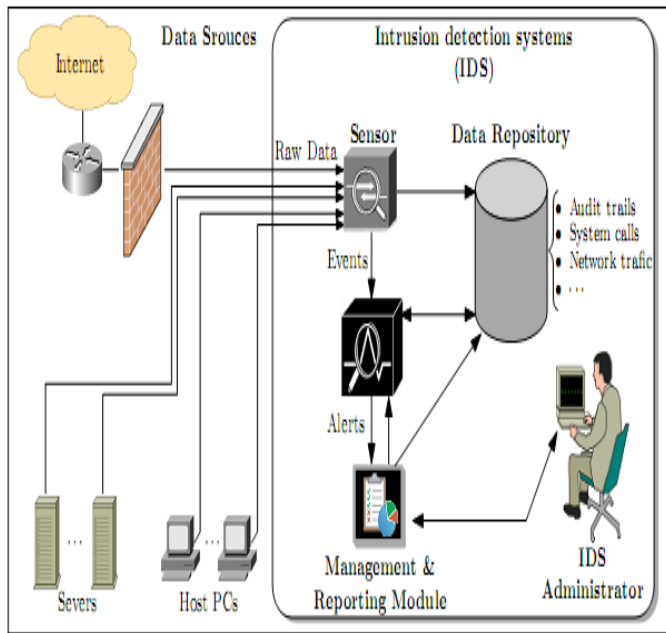 Data Srouces
Intrusion detection systems
(IDS)
Internet
Sensor
Data Repository
Raw Data
• Audit trails
• System calls
• Network trafic
• · · ·
Events
Alerts
· · ·
· · ·
Severs
Host PCs
Management &
Reporting Module
IDS
Administrator